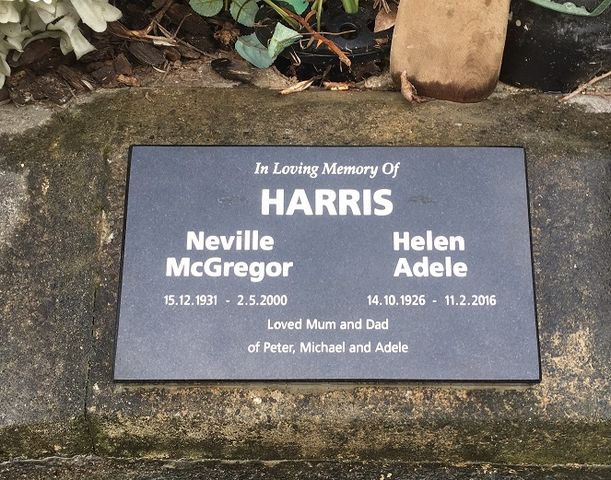 In Loving Memory Of
HARRIS
Neville Helen
McGregor Adele
15.12.1931 - 2.5.2000 14.10.1926 - 11.2.2016
Loved Mum and Dad
of Peter, Michael and Adele